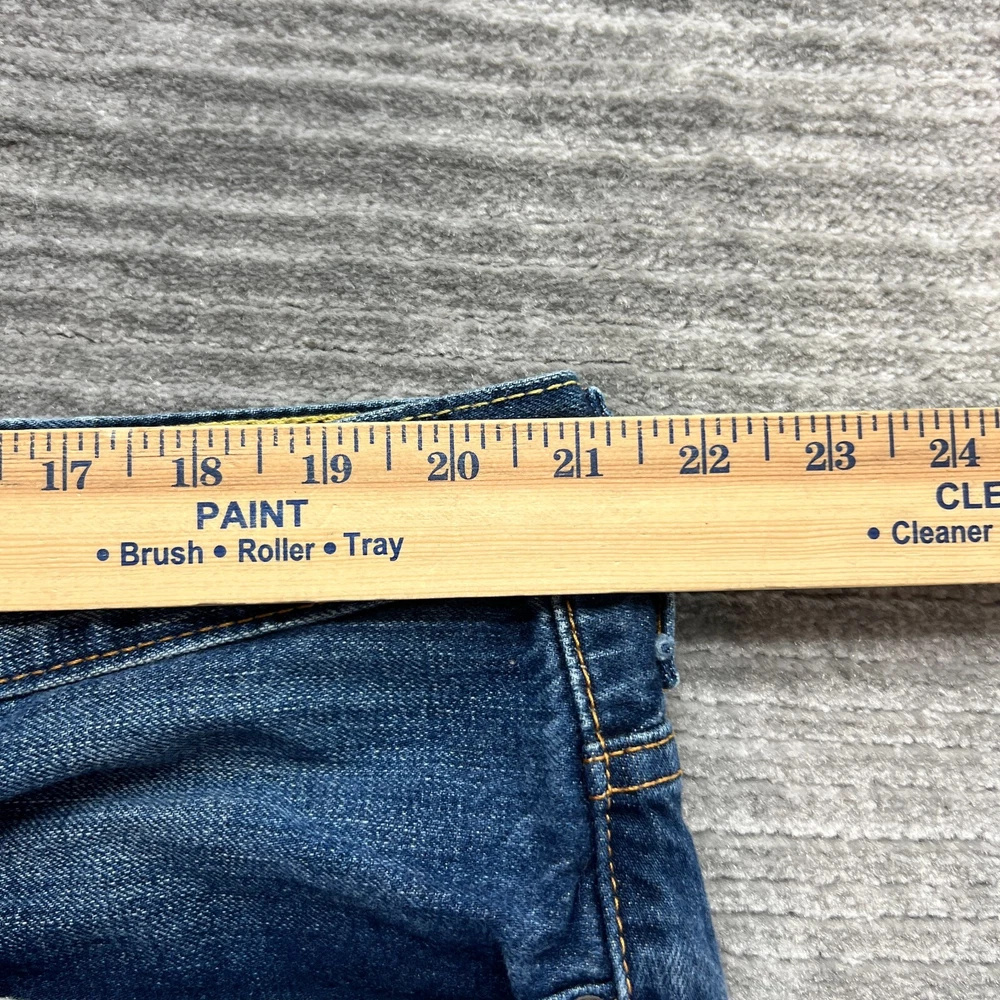 17 18 19 20 21 22 23 24
PAINT
• Brush • Roller • Tray
CLE
• Cleaner